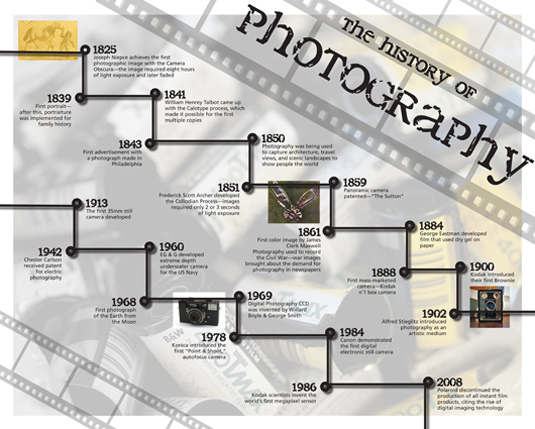 The history of
Photography
1825
Joseph Niepce achieves the first
photographic image with the Camera
Obscura—the image required eight hours
of light exposure and later faded
1839
First portrait—
after this, portraiture
was implemented for
family history
1841
William Henrey Talbot came up
with the Calotype process, which
made it possible for the first
multiple copies
1843
First advertisement with
a photograph made in
Philadelphia
1850
Photography was being used
to capture architecture, travel
views, and scenic landscapes to
show people the world
1851
Frederick Scott Archer developed
the Collodion Process—images
required only 2 or 3 seconds
of light exposure
1859
Panoramic camera
patented—"The Sutton"
1861
First color image by James
Clerk Maxwell
Photography used to record
the Civil War—war images
brought about the demand for
photography in newspapers
1884
George Eastman developed
film that used dry gel on
paper
1888
First mass-marketed
camera—Kodak
n°1 box camera
1900
Kodak introduced
their first Brownie
1902
Alfred Stieglitz introduced
photography as an
artistic medium
1913
The first 35mm still
camera developed
1942
Chester Carlson
received patent
for electric
photography
1960
EG & G developed
extreme depth
underwater camera
for the US Navy
1968
First photograph
of the Earth from
the Moon
1969
Digital Photography CCD
was invented by Willard
Boyle & George Smith
1978
Konica introduced the
first "Point & Shoot,"
autofocus camera
1984
Canon demonstrated
the first digital
electronic still camera
1986
Kodak scientists invent the
world's first megapixel sensor
2008
Polaroid discontinued the
production of all instant film
products, citing the rise of
digital imaging technology